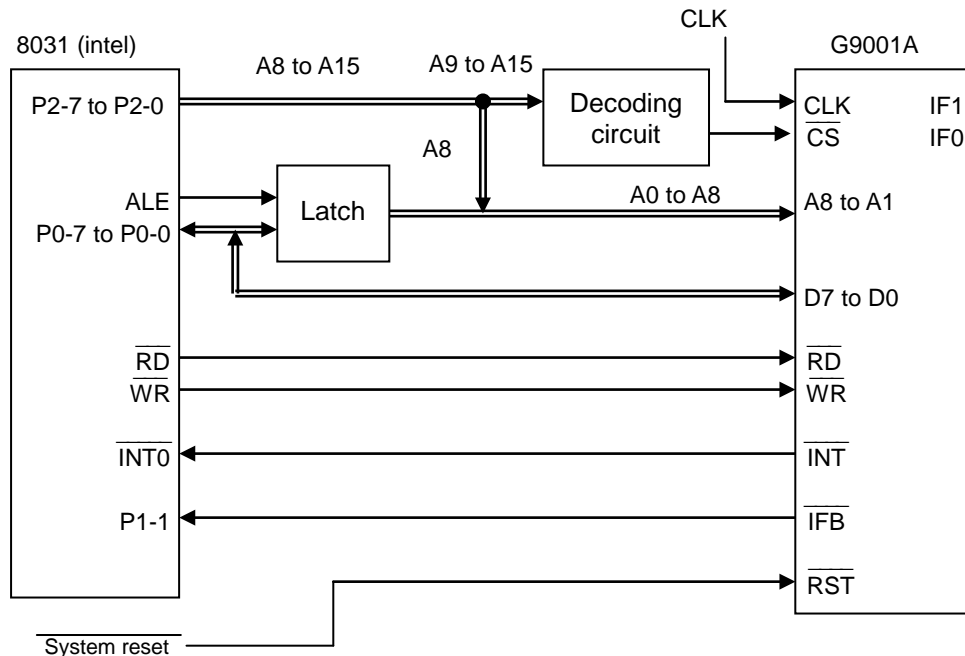 CLK
8031 (intel)
G9001A
A8 to A15
A9 to A15
P2-7 to P2-0
Decoding
circuit
CLK
IF1
CS
IF0
A8
ALE
Latch
A0 to A8
A8 to A1
P0-7 to P0-0
D7 to D0
RD
RD
WR
WR
INT0
INT
P1-1
IFB
RST
System reset